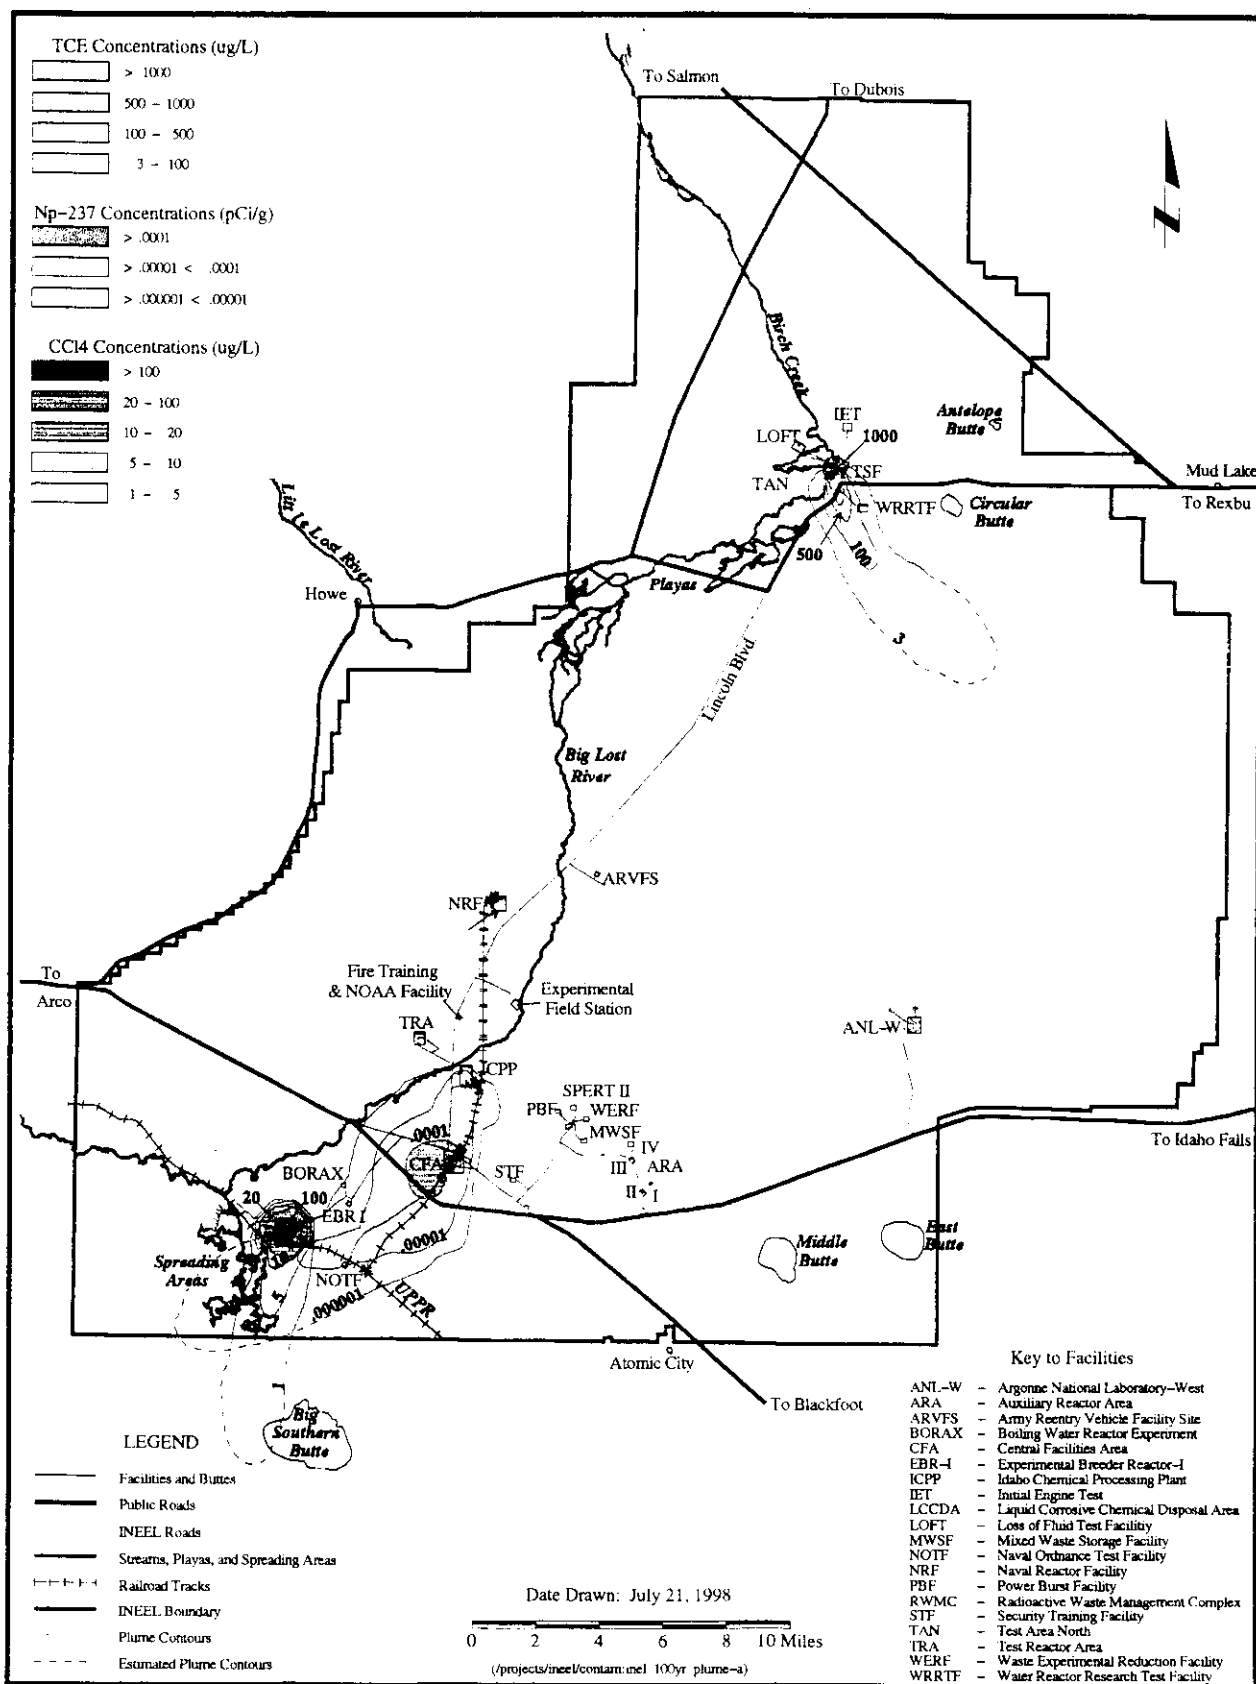 TCE Concentrations (ug/L)
> 1000
500 - 1000
100 - 500
3 - 100
Np-237 Concentrations (pCi/g)
> .0001
> .00001 < .0001
> .000001 < .00001
CCl4 Concentrations (ug/L)
> 100
20 - 100
10 - 20
5 - 10
1 - 5
To Salmon
To Dubois
Birch Creek
Antelope
Butte
IET
LOFT
1000
TAN
TSF
Mud Lake
To Rexbu
WRRTF
Circular
Butte
500
100
Playas
3
Little Lost River
Howe
Lincoln Blvd
Big Lost
River
ARVFS
NRF
To
Arco
Fire Training
& NOAA Facility
Experimental
Field Station
TRA
ANL-W
ICPP
SPERT II
PBF
WERF
MWSF
.0001
To Idaho Falls
CFA
IV
III
ARA
STF
II
I
BORAX
20
100
EBR I
.00001
10
Spreading
Areas
NOTF
5
.000001
UPPR
Middle
Butte
East
Butte
Atomic City
To Blackfoot
1
Big
Southern
Butte
LEGEND
Facilities and Buttes
Public Roads
INEEL Roads
Streams, Playas, and Spreading Areas
Railroad Tracks
INEEL Boundary
Plume Contours
Estimated Plume Contours
Date Drawn: July 21, 1998
0 2 4 6 8 10 Miles
(/projects/ineel/contam:inel_100yr_plume-a)
Key to Facilities
ANL-W - Argonne National Laboratory-West
ARA - Auxiliary Reactor Area
ARVFS - Army Reentry Vehicle Facility Site
BORAX - Boiling Water Reactor Experiment
CFA - Central Facilities Area
EBR-I - Experimental Breeder Reactor-I
ICPP - Idaho Chemical Processing Plant
IET - Initial Engine Test
LCCDA - Liquid Corrosive Chemical Disposal Area
LOFT - Loss of Fluid Test Facilitiy
MWSF - Mixed Waste Storage Facility
NOTF - Naval Ordnance Test Facility
NRF - Naval Reactor Facility
PBF - Power Burst Facility
RWMC - Radioactive Waste Management Complex
STF - Security Training Facility
TAN - Test Area North
TRA - Test Reactor Area
WERF - Waste Experimental Reduction Facility
WRRTF - Water Reactor Research Test Facility